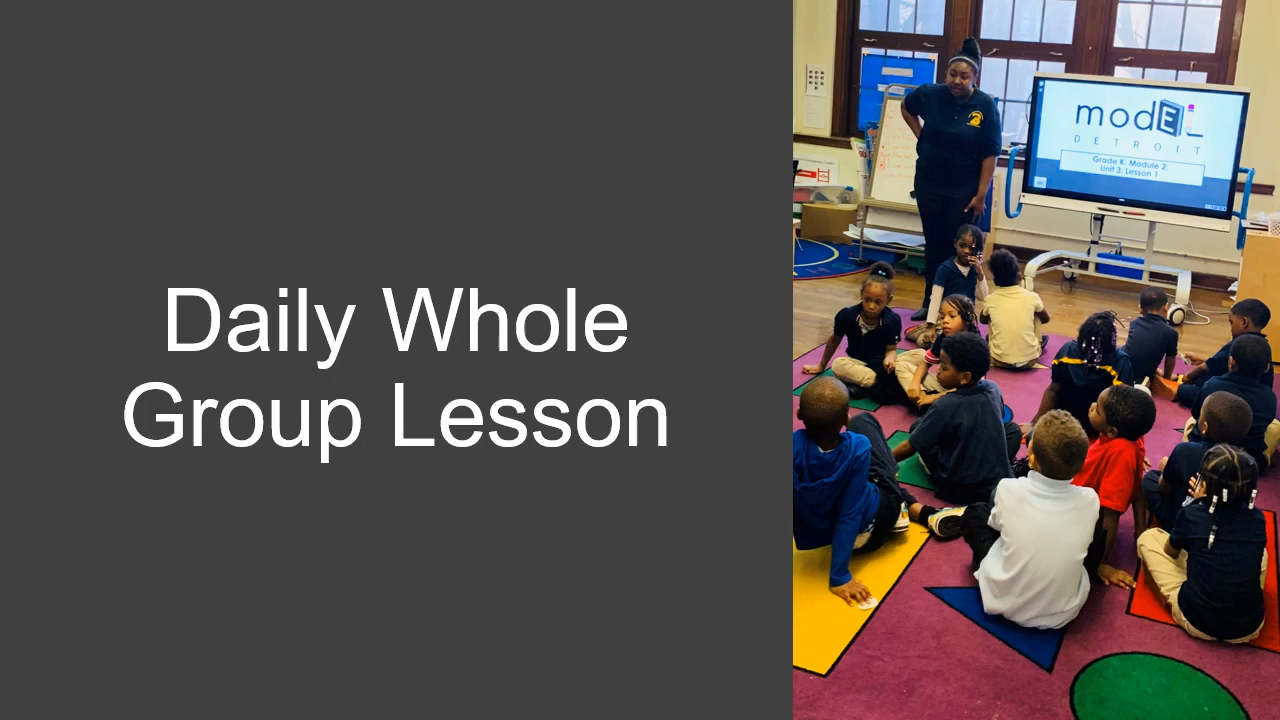 Daily Whole
Group Lesson
modEL
DETROIT
Grade K: Module 2:
Unit 3: Lesson 1